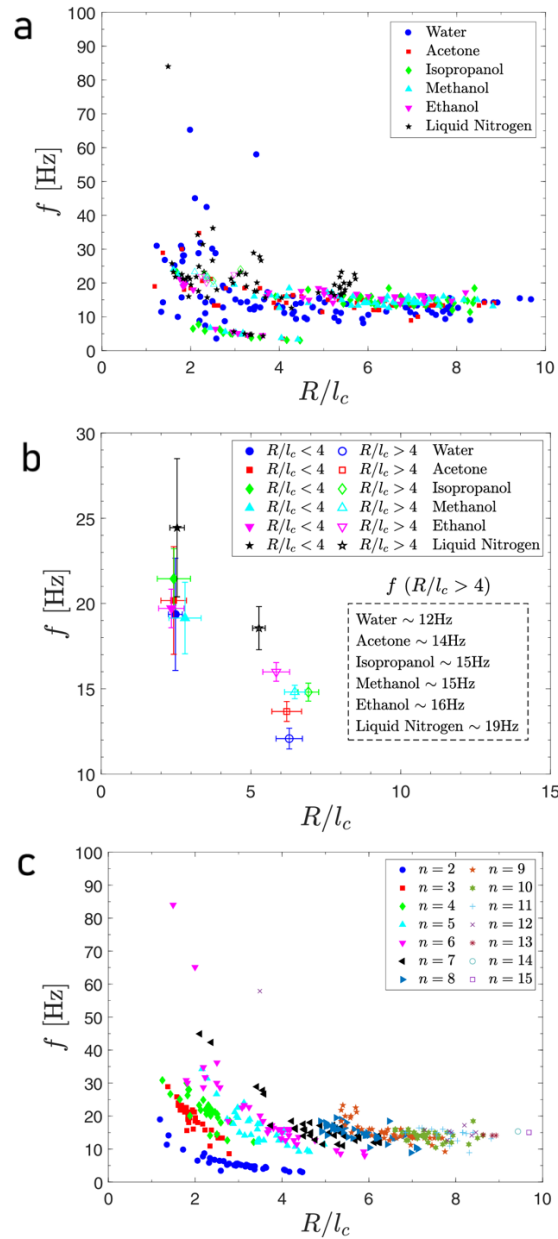 a
100
90
80
70
60
50
40
30
20
10
0
f [Hz]
Water
Acetone
Isopropanol
Methanol
Ethanol
Liquid Nitrogen
0 2 4 6 8 10
R/l_c
b
30
25
20
15
10
f [Hz]
R/l_c < 4 R/l_c > 4 Water
R/l_c < 4 R/l_c > 4 Acetone
R/l_c < 4 R/l_c > 4 Isopropanol
R/l_c < 4 R/l_c > 4 Methanol
R/l_c < 4 R/l_c > 4 Ethanol
R/l_c < 4 R/l_c > 4 Liquid Nitrogen
f (R/l_c > 4)
Water ~ 12Hz
Acetone ~ 14Hz
Isopropanol ~ 15Hz
Methanol ~ 15Hz
Ethanol ~ 16Hz
Liquid Nitrogen ~ 19Hz
0 5 10 15
R/l_c
c
100
90
80
70
60
50
40
30
20
10
0
f [Hz]
n = 2 n = 9
n = 3 n = 10
n = 4 n = 11
n = 5 n = 12
n = 6 n = 13
n = 7 n = 14
n = 8 n = 15
0 2 4 6 8 10
R/l_c